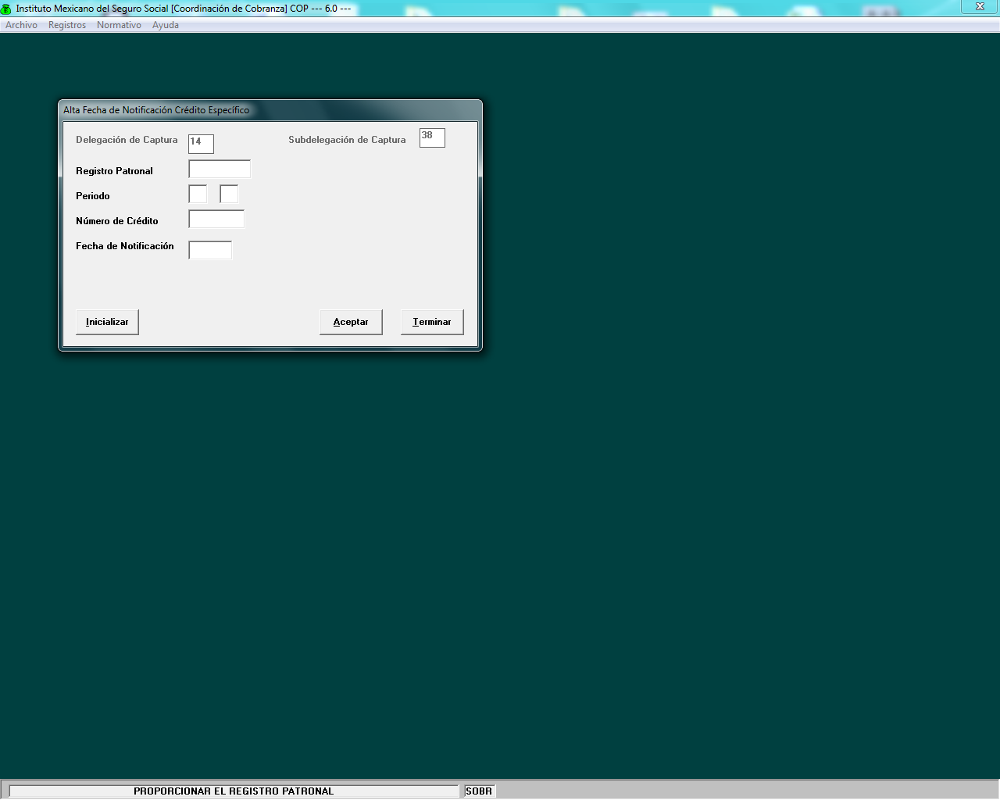 Instituto Mexicano del Seguro Social [Coordinación de Cobranza] COP --- 6.0 ---
Archivo Registros Normativo Ayuda
Alta Fecha de Notificación Crédito Específico
Delegación de Captura 14 Subdelegación de Captura 38
Registro Patronal
Periodo
Número de Crédito
Fecha de Notificación
Inicializar Aceptar Terminar
PROPORCIONAR EL REGISTRO PATRONAL SOBR